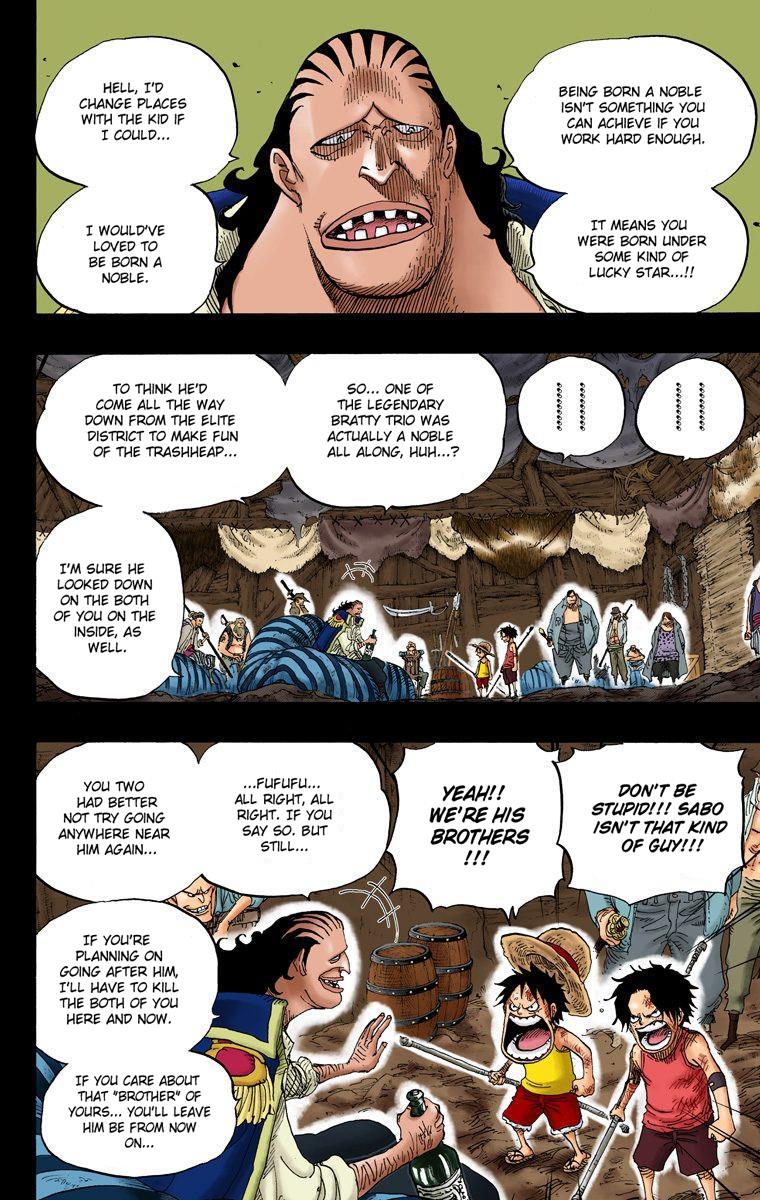 BEING BORN A NOBLE
ISN'T SOMETHING YOU
CAN ACHIEVE IF YOU
WORK HARD ENOUGH.
IT MEANS YOU
WERE BORN UNDER
SOME KIND OF
LUCKY STAR...!!
HELL, I'D
CHANGE PLACES
WITH THE KID IF
I COULD...
I WOULD'VE
LOVED TO
BE BORN A
NOBLE.
SO... ONE OF
THE LEGENDARY
BRATTY TRIO WAS
ACTUALLY A NOBLE
ALL ALONG, HUH...?
TO THINK HE'D
COME ALL THE WAY
DOWN FROM THE ELITE
DISTRICT TO MAKE FUN
OF THE TRASHHEAP...
I'M SURE HE
LOOKED DOWN
ON THE BOTH
OF YOU ON THE
INSIDE, AS
WELL.
DON'T BE
STUPID!!! SABO
ISN'T THAT KIND
OF GUY!!!
YEAH!!
WE'RE HIS
BROTHERS
!!!
...FUFUFU...
ALL RIGHT, ALL
RIGHT. IF YOU
SAY SO. BUT
STILL...
YOU TWO
HAD BETTER
NOT TRY GOING
ANYWHERE NEAR
HIM AGAIN...
IF YOU'RE
PLANNING ON
GOING AFTER HIM,
I'LL HAVE TO KILL
THE BOTH OF YOU
HERE AND NOW.
IF YOU CARE ABOUT
THAT "BROTHER" OF
YOURS... YOU'LL LEAVE
HIM BE FROM NOW
ON...